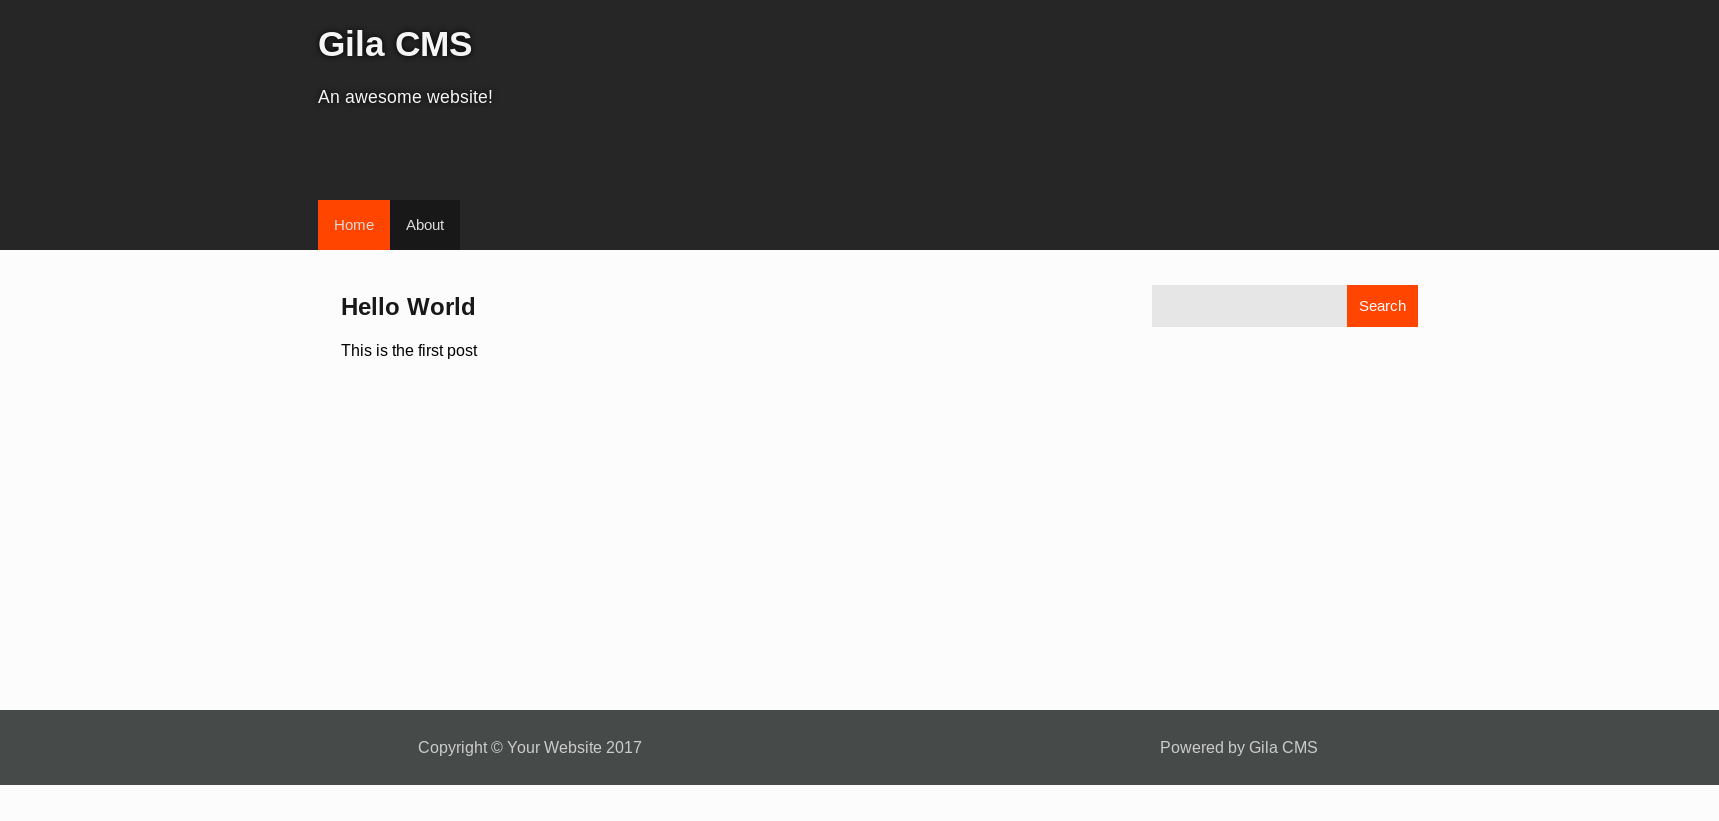 Gila CMS
An awesome website!
Home About
Hello World
Search
This is the first post
Copyright © Your Website 2017
Powered by Gila CMS